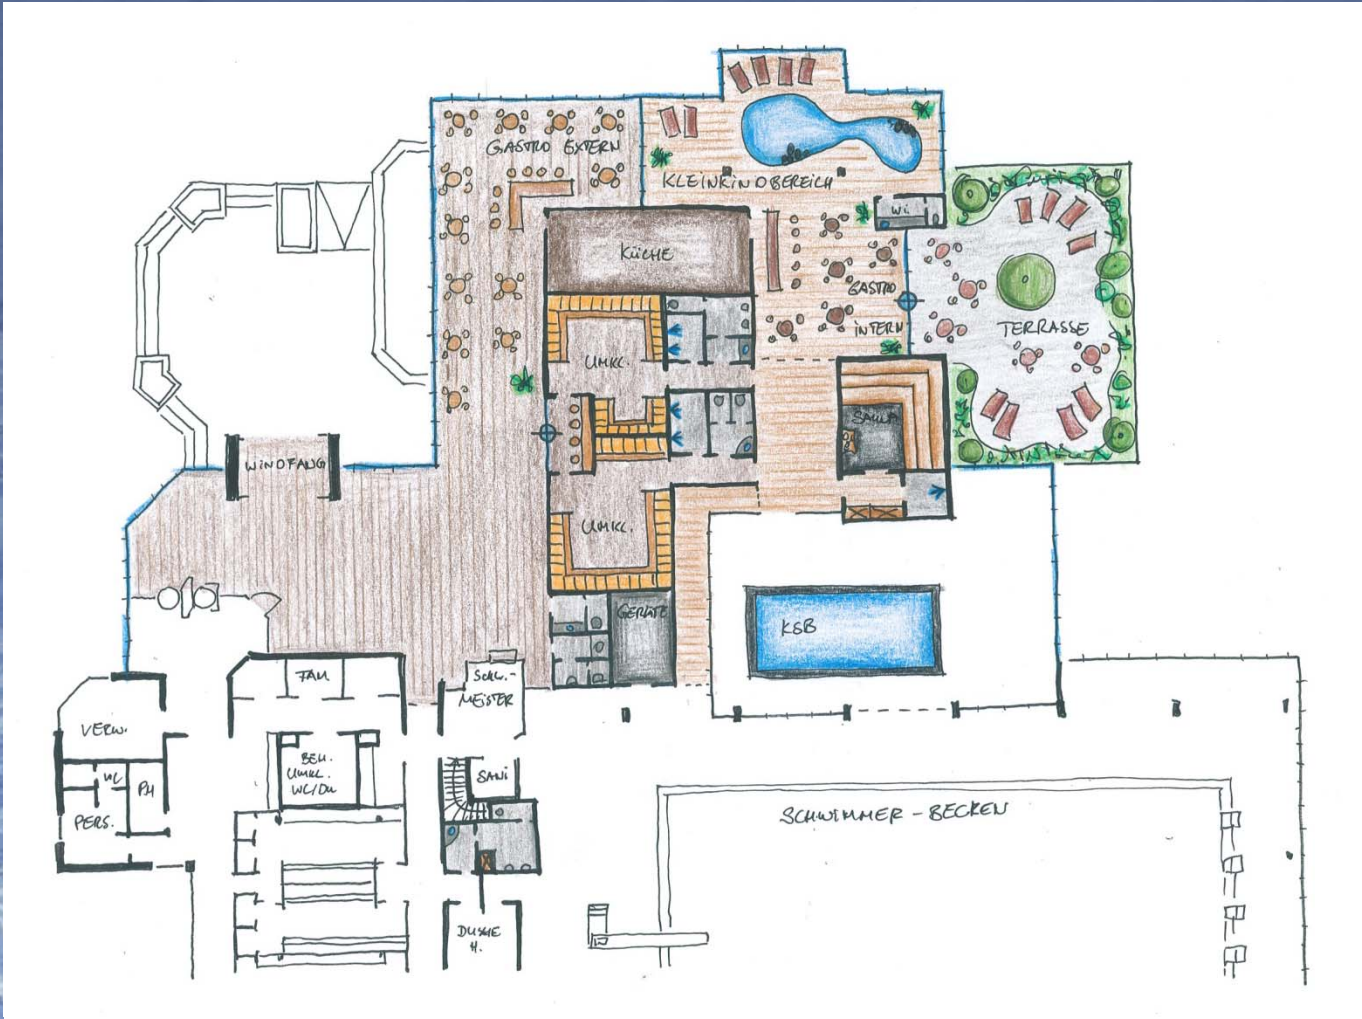 GASTRO EXTERN
KLEINKINDBEREICH
WC
KÜCHE
GASTRO
INTERN
TERRASSE
UMKL.
SAUNA
WINDFANG
UMKL.
GERÄTE
KSB
FAM.
SCHW.-
MEISTER
VERW.
BEH.
UMKL.
WC/DU
SANI
WC
PH
PERS.
SCHWIMMER-BECKEN
DUSCHE
H.